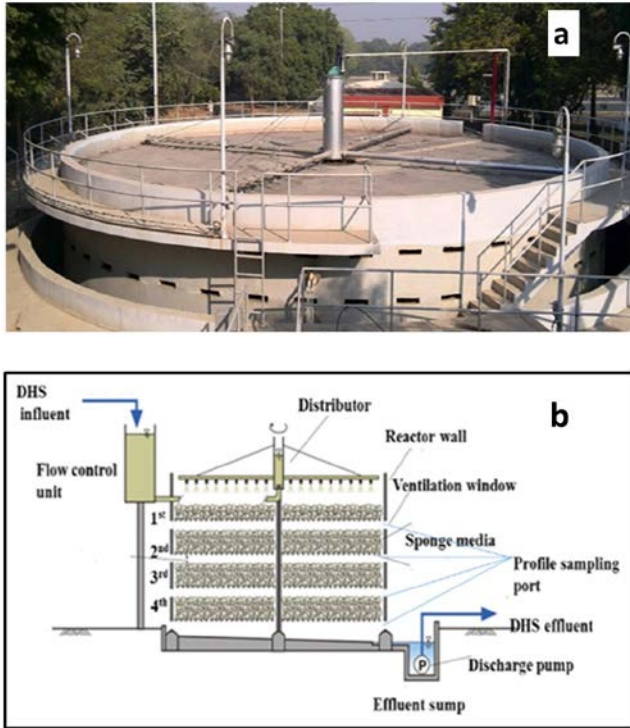 a
b
DHS
influent
Distributor
Reactor wall
Flow control
unit
Ventilation window
1st
Sponge media
2nd
3rd
Profile sampling
port
4th
DHS effluent
P
Discharge pump
Effluent sump